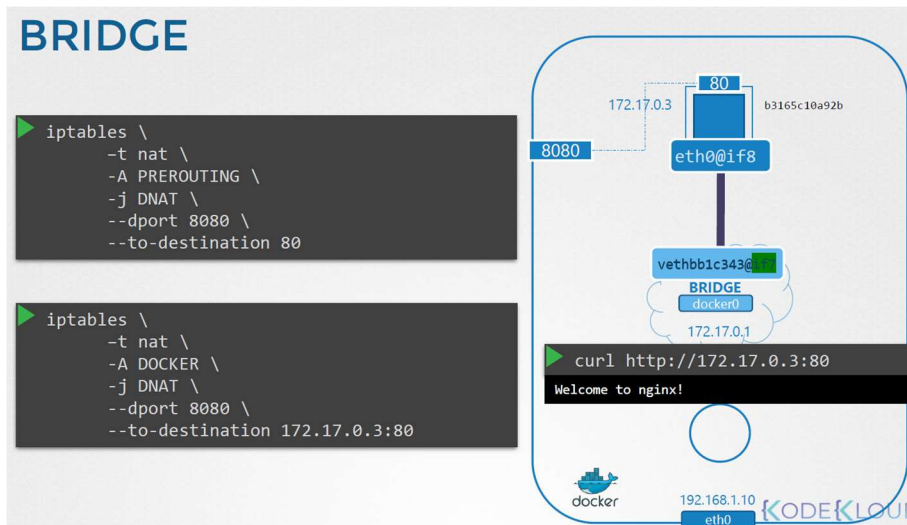 BRIDGE
iptables \
–t nat \
-A PREROUTING \
-j DNAT \
--dport 8080 \
--to-destination 80
iptables \
–t nat \
-A DOCKER \
-j DNAT \
--dport 8080 \
--to-destination 172.17.0.3:80
80
172.17.0.3
b3165c10a92b
8080
eth0@if8
vethbb1c343@if7
BRIDGE
docker0
172.17.0.1
curl http://172.17.0.3:80
Welcome to nginx!
docker
192.168.1.10
eth0
KODEKLOU